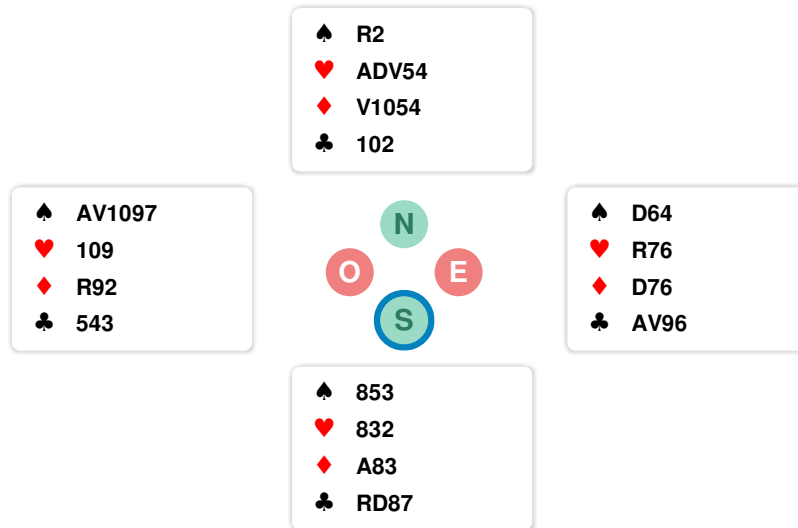 ♠ R2
♥ ADV54
♦ V1054
♣ 102
♠ AV1097
♥ 109
♦ R92
♣ 543
N
O E
S
♠ D64
♥ R76
♦ D76
♣ AV96
♠ 853
♥ 832
♦ A83
♣ RD87